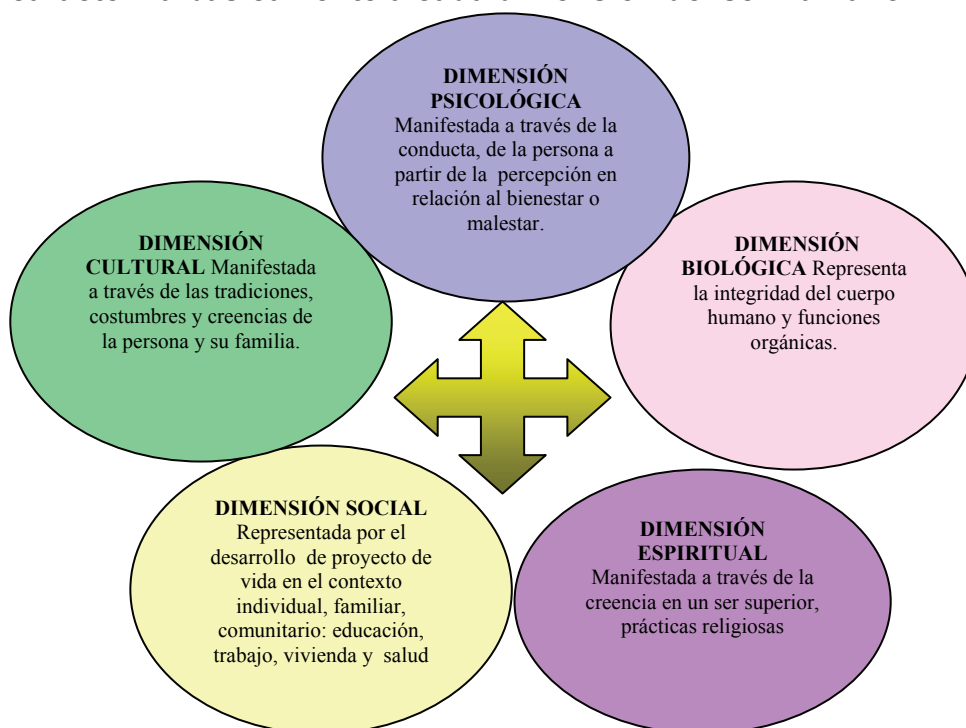 DIMENSIÓN
PSICOLÓGICA
Manifestada a través de la
conducta, de la persona a
partir de la percepción en
relación al bienestar o
malestar.
DIMENSIÓN
CULTURAL Manifestada
a través de las tradiciones,
costumbres y creencias de
la persona y su familia.
DIMENSIÓN
BIOLÓGICA Representa
la integridad del cuerpo
humano y funciones
orgánicas.
DIMENSIÓN SOCIAL
Representada por el
desarrollo de proyecto de
vida en el contexto
individual, familiar,
comunitario: educación,
trabajo, vivienda y salud
DIMENSIÓN
ESPIRITUAL
Manifestada a través de la
creencia en un ser superior,
prácticas religiosas